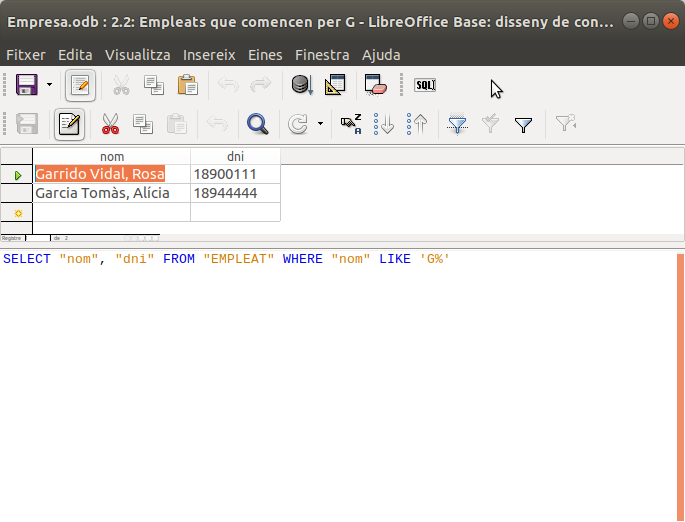 Empresa.odb : 2.2: Empleats que comencen per G - LibreOffice Base: disseny de con...
Fitxer Edita Visualitza Insereix Eines Finestra Ajuda
SQL
nom dni
Garrido Vidal, Rosa 18900111
Garcia Tomàs, Alícia 18944444
Registre de 2
SELECT "nom", "dni" FROM "EMPLEAT" WHERE "nom" LIKE 'G%'